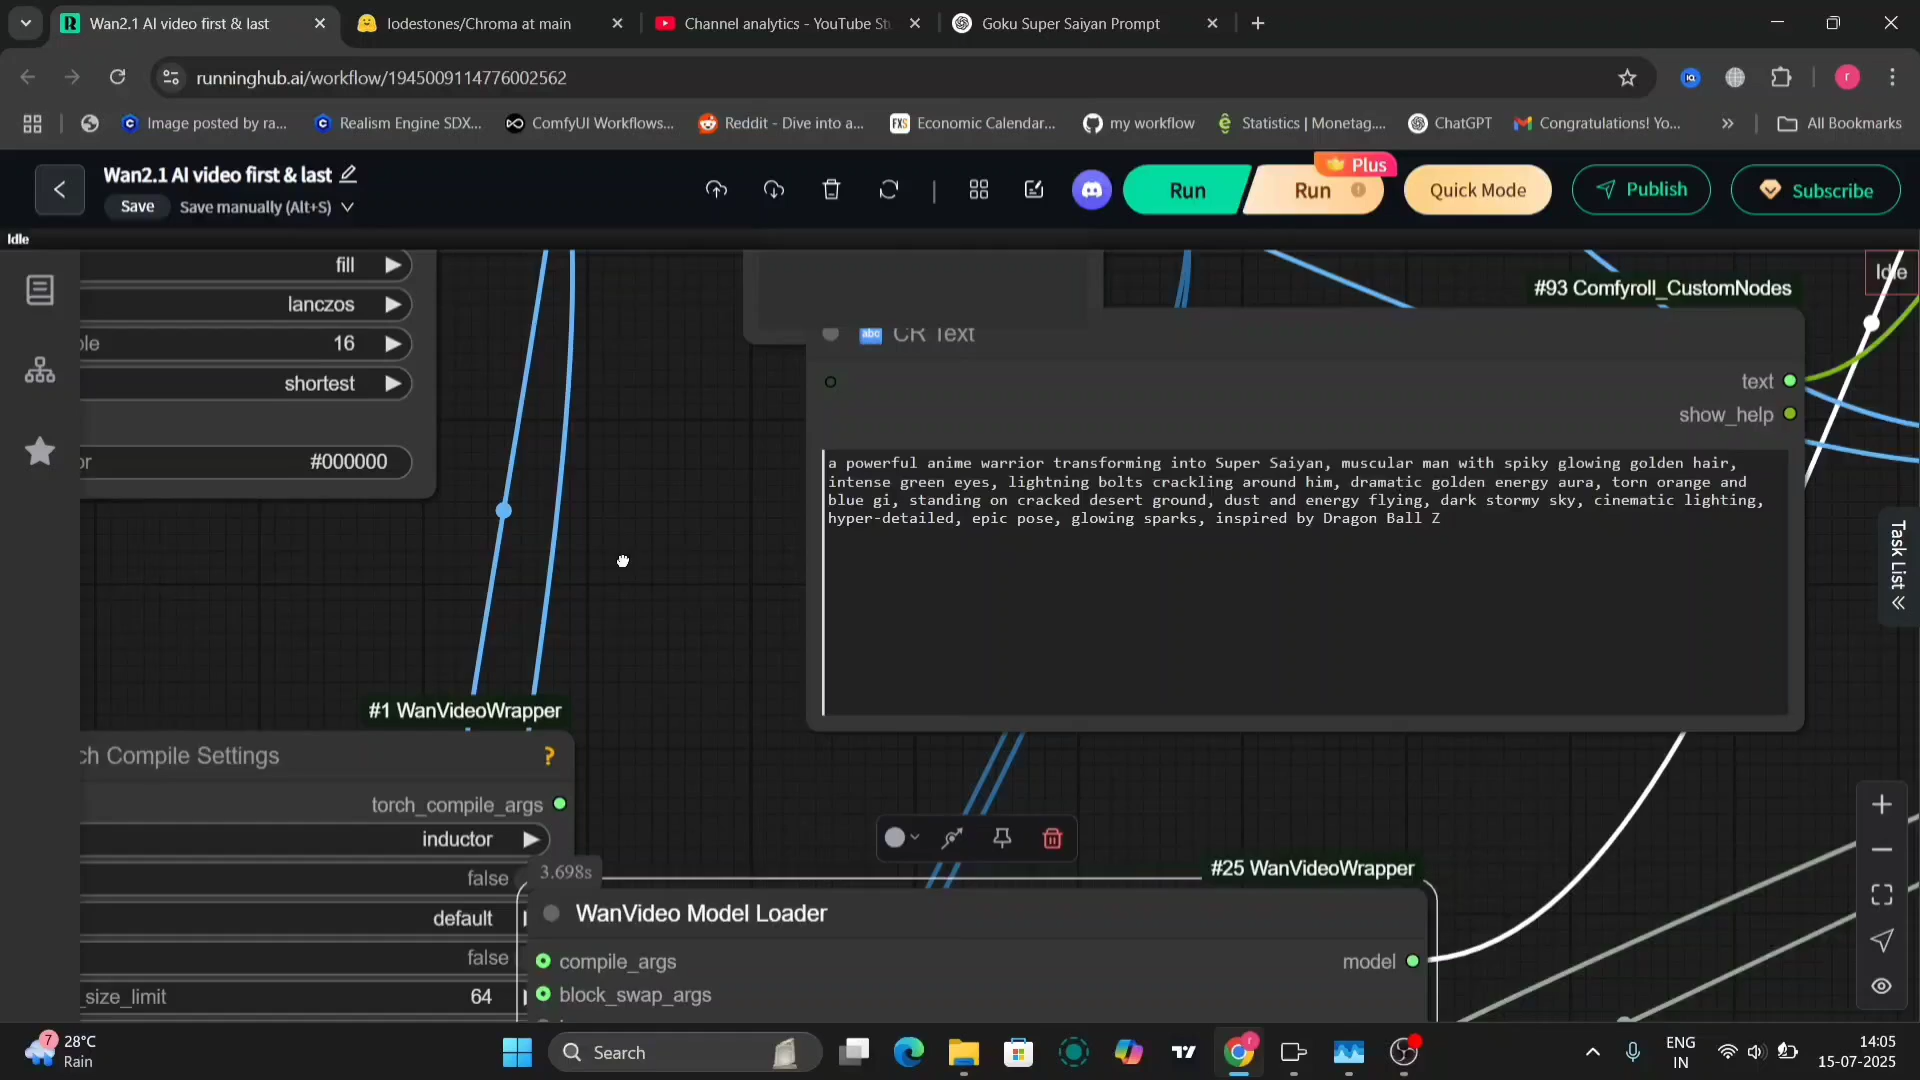 Wan2.1 AI video first & last
lodestones/Chroma at main
Channel analytics - YouTube St
Goku Super Saiyan Prompt
runninghub.ai/workflow/1945009114776002562
r
Image posted by ra...
Realism Engine SDX...
ComfyUI Workflows...
Reddit - Dive into a...
FXS
Economic Calendar...
my workflow
Statistics | Monetag....
ChatGPT
Congratulations! Yo...
»
All Bookmarks
Wan2.1 AI video first & last
Save
Save manually (Alt+S)
Run
Run
Plus
Quick Mode
Publish
Subscribe
Idle
Idle
fill
lanczos
ple
16
shortest
or
#000000
#93 Comfyroll_CustomNodes
abc
CR Text
text
show_help
a powerful anime warrior transforming into Super Saiyan, muscular man with spiky glowing golden hair,
intense green eyes, lightning bolts crackling around him, dramatic golden energy aura, torn orange and
blue gi, standing on cracked desert ground, dust and energy flying, dark stormy sky, cinematic lighting,
hyper-detailed, epic pose, glowing sparks, inspired by Dragon Ball Z
Task List
#1 WanVideoWrapper
ch Compile Settings
?
torch_compile_args
inductor
false
default
false
_size_limit
64
3.698s
#25 WanVideoWrapper
WanVideo Model Loader
compile_args
model
block_swap_args
7
28°C
Rain
Search
ENG
IN
14:05
15-07-2025